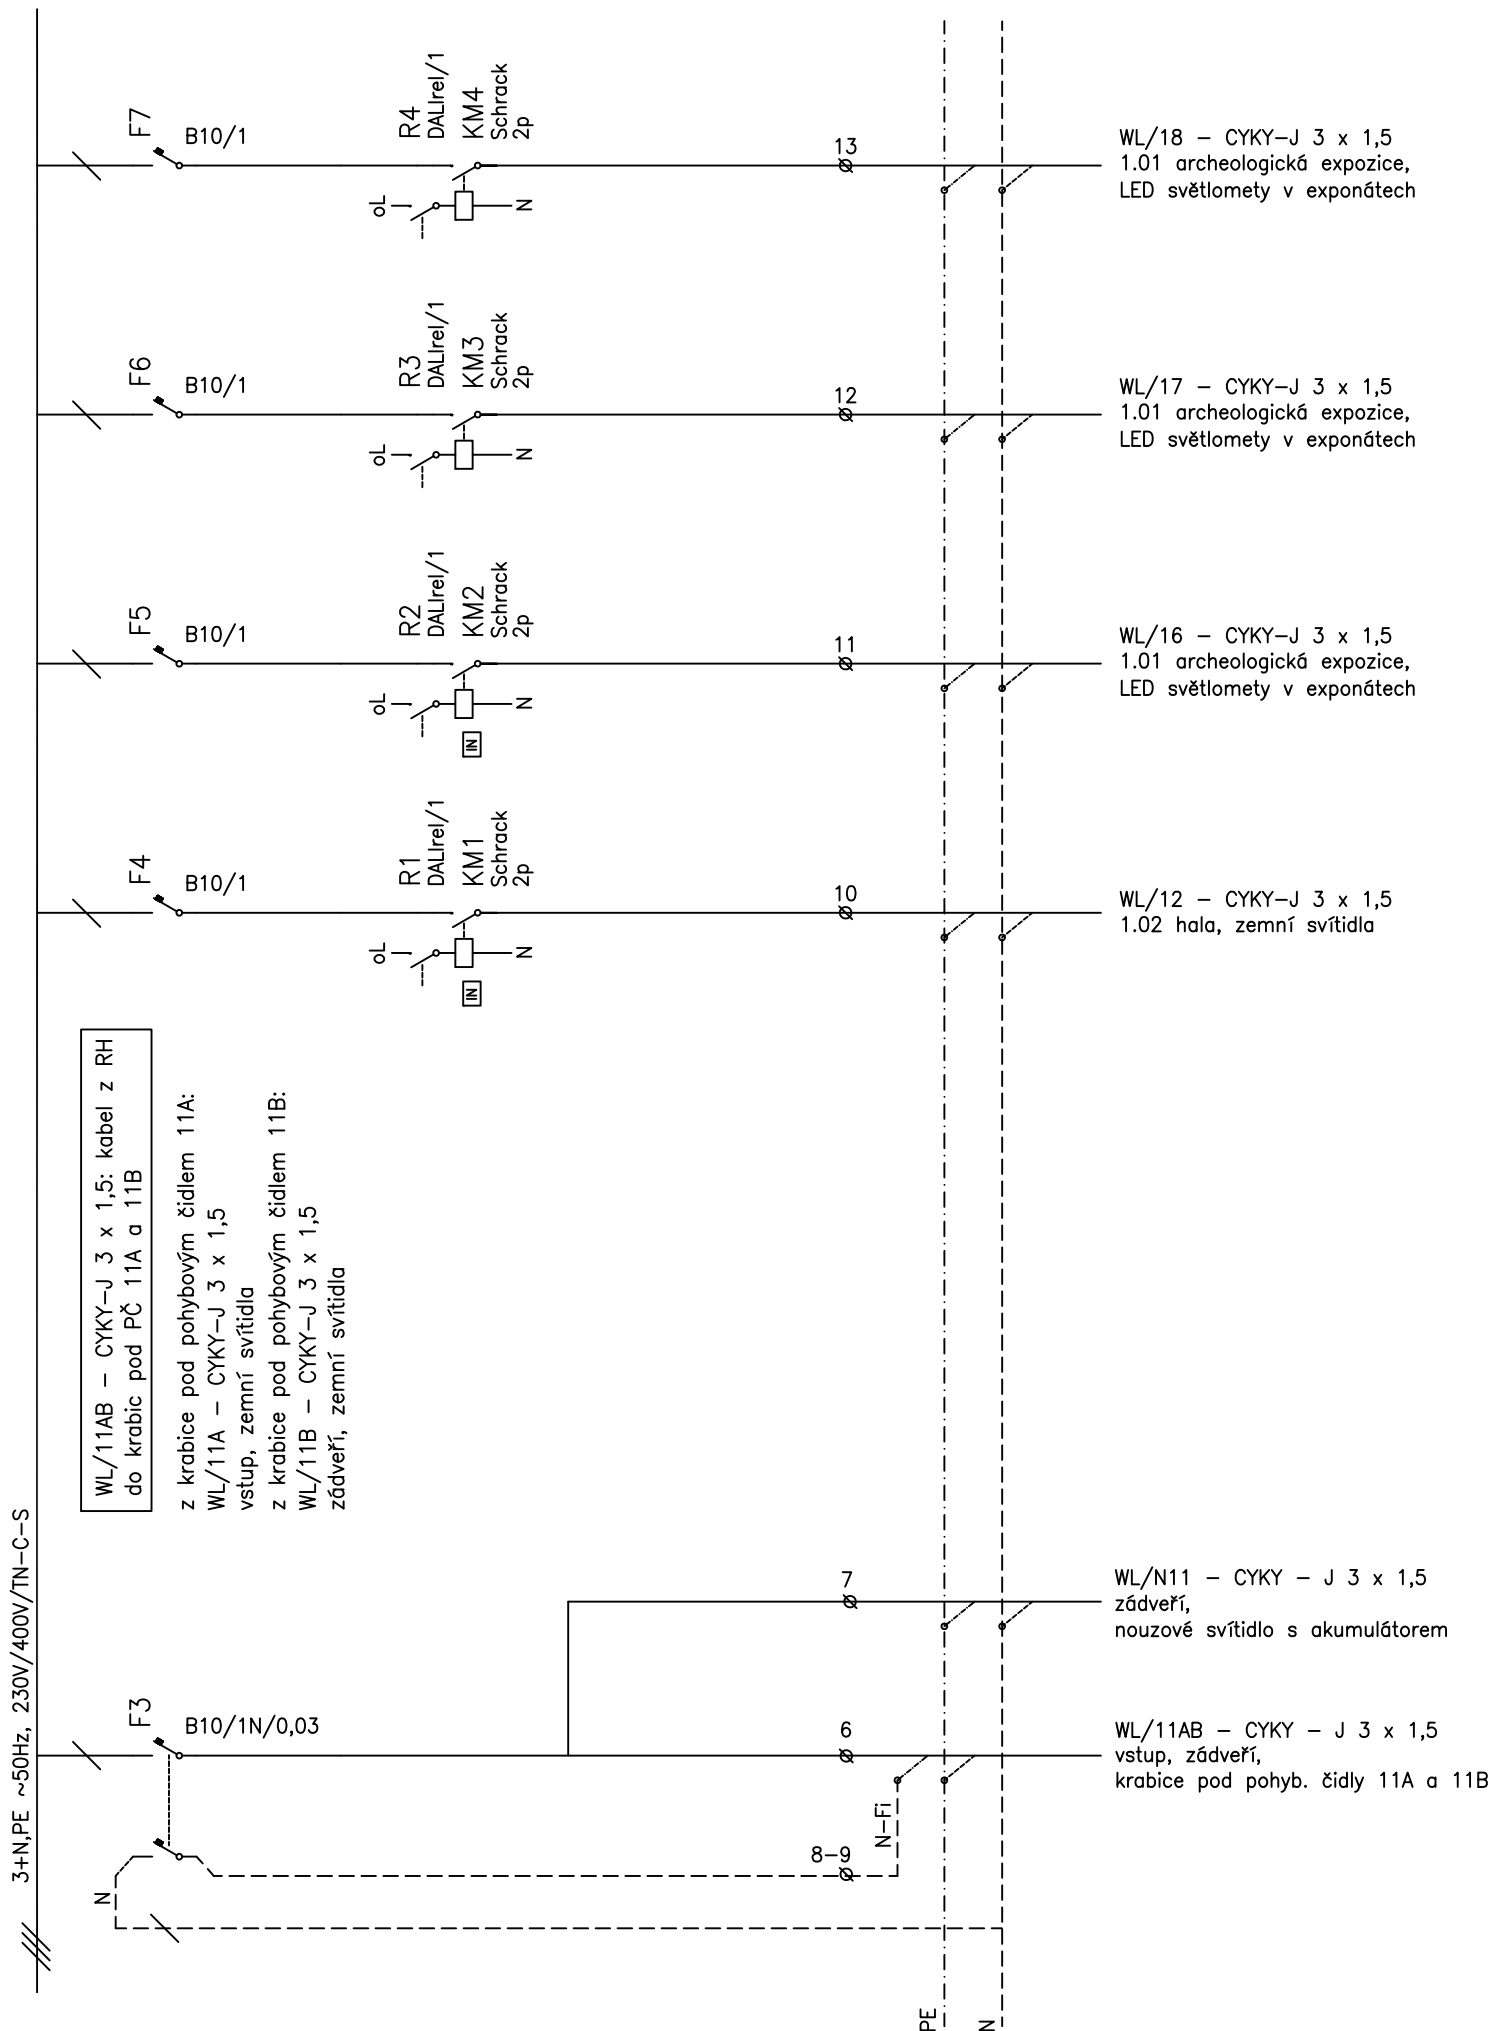 F7
B10/1
R4
DALIrel/1
KM4
Schrack
2p
oL
N
13
WL/18 – CYKY–J 3 x 1,5
1.01 archeologická expozice,
LED světlomety v exponátech
F6
B10/1
R3
DALIrel/1
KM3
Schrack
2p
oL
N
12
WL/17 – CYKY–J 3 x 1,5
1.01 archeologická expozice,
LED světlomety v exponátech
F5
B10/1
R2
DALIrel/1
KM2
Schrack
2p
oL
N
IN
11
WL/16 – CYKY–J 3 x 1,5
1.01 archeologická expozice,
LED světlomety v exponátech
F4
B10/1
R1
DALIrel/1
KM1
Schrack
2p
oL
N
IN
10
WL/12 – CYKY–J 3 x 1,5
1.02 hala, zemní svítidla
WL/11AB – CYKY–J 3 x 1,5: kabel z RH
do krabic pod PČ 11A a 11B
z krabice pod pohybovým čidlem 11A:
WL/11A – CYKY–J 3 x 1,5
vstup, zemní svítidla
z krabice pod pohybovým čidlem 11B:
WL/11B – CYKY–J 3 x 1,5
zádveří, zemní svítidla
3+N,PE ~50Hz, 230V/400V/TN–C–S
7
WL/N11 – CYKY – J 3 x 1,5
zádveří,
nouzové svítidlo s akumulátorem
F3
B10/1N/0,03
6
WL/11AB – CYKY – J 3 x 1,5
vstup, zádveří,
krabice pod pohyb. čidly 11A a 11B
N–Fi
8–9
N
PE
N